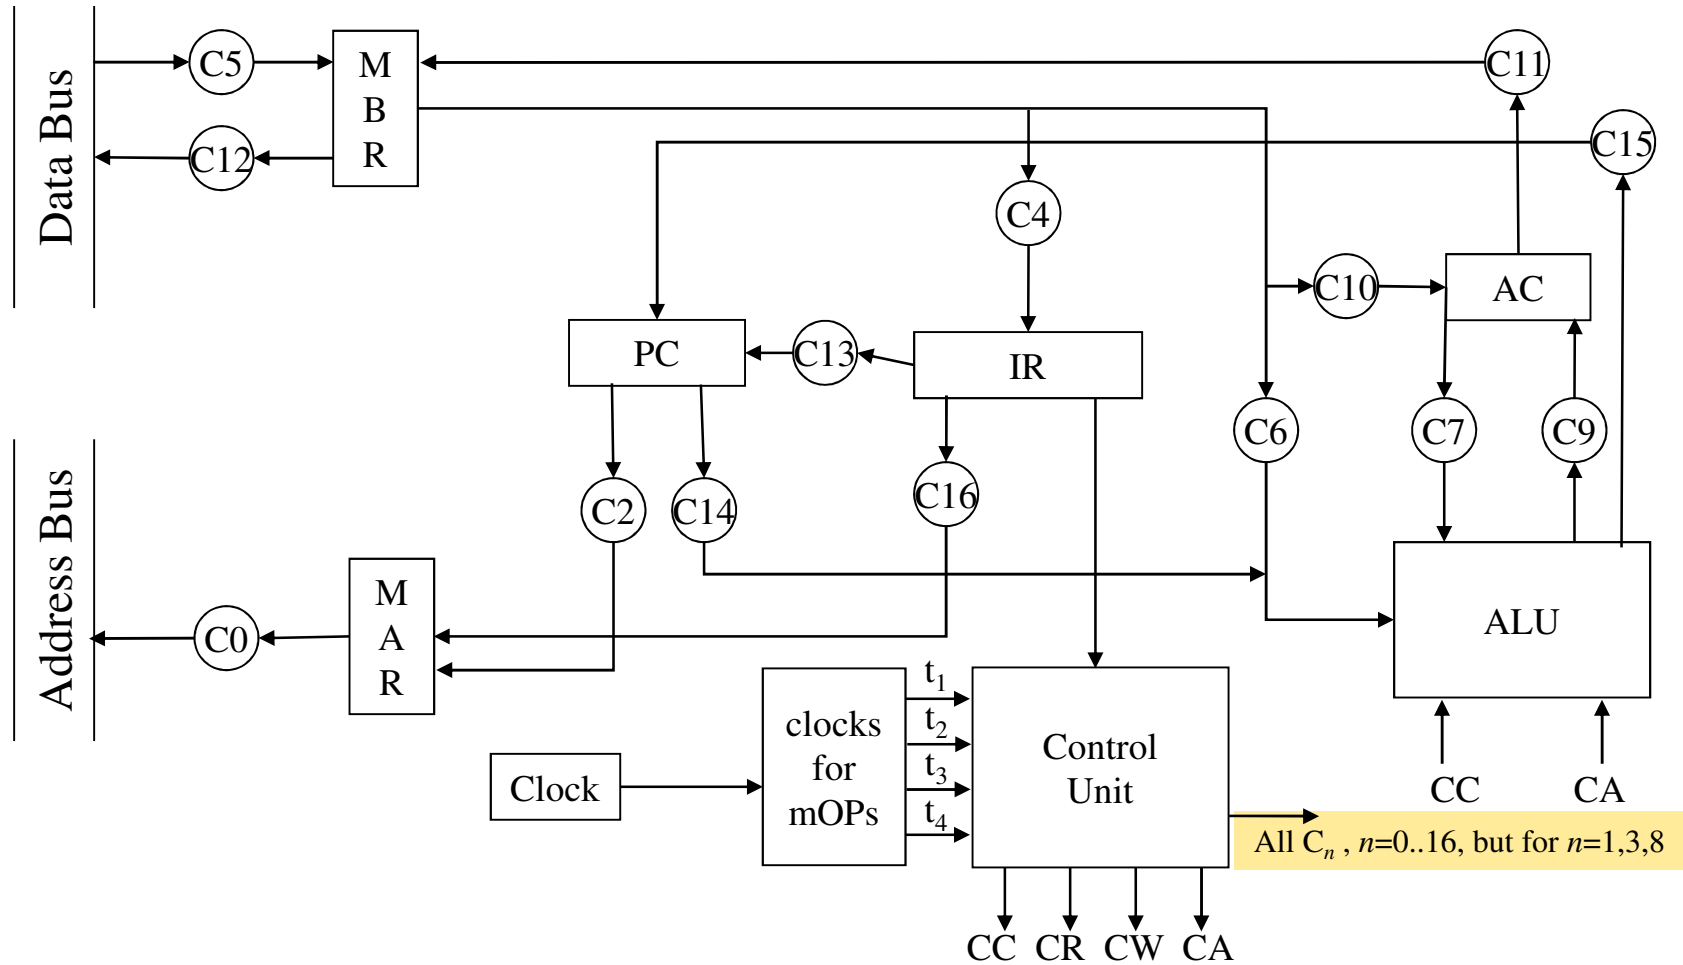 Data Bus
C5
M
B
R
C12
C11
C15
C4
C10
AC
PC
C13
IR
C6
C7
C9
C2
C14
C16
Address Bus
C0
M
A
R
ALU
CC
CA
Clock
clocks
for
mOPs
t1
t2
t3
t4
Control
Unit
All Cn , n=0..16, but for n=1,3,8
CC CR CW CA